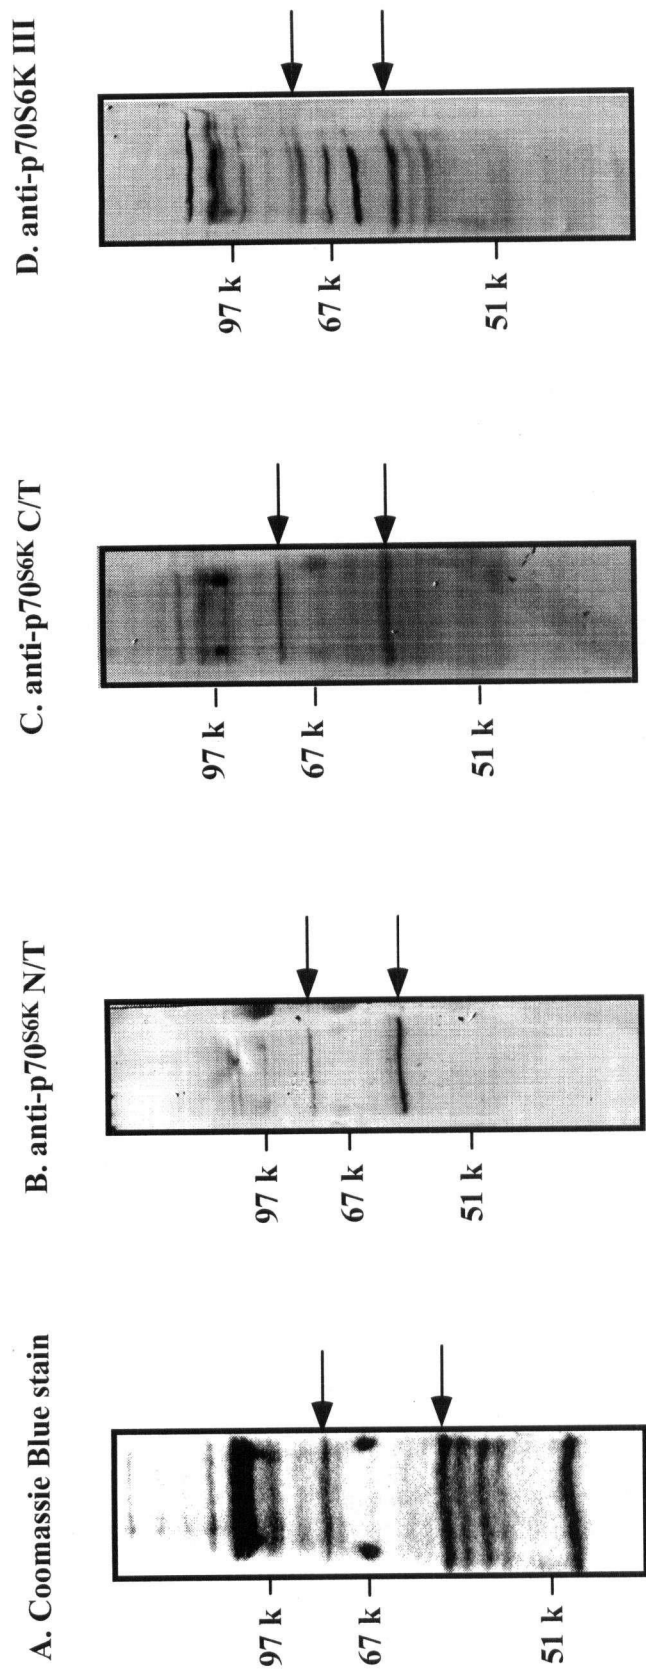 A. Coomassie Blue stain
97 k
67 k
51 k
B. anti-p70S6K N/T
97 k
67 k
51 k
C. anti-p70S6K C/T
97 k
67 k
51 k
D. anti-p70S6K III
97 k
67 k
51 k